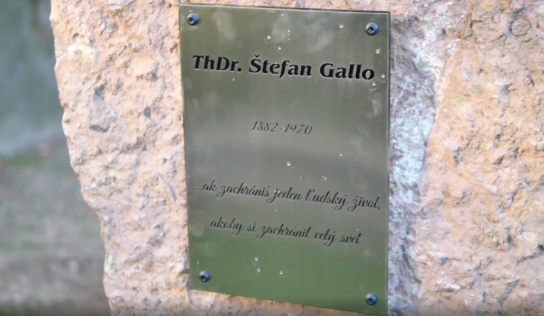 ThDr. Štefan Gallo
1882-1970
...ak zachrániš jeden ľudský život,
akoby si zachránil celý svet